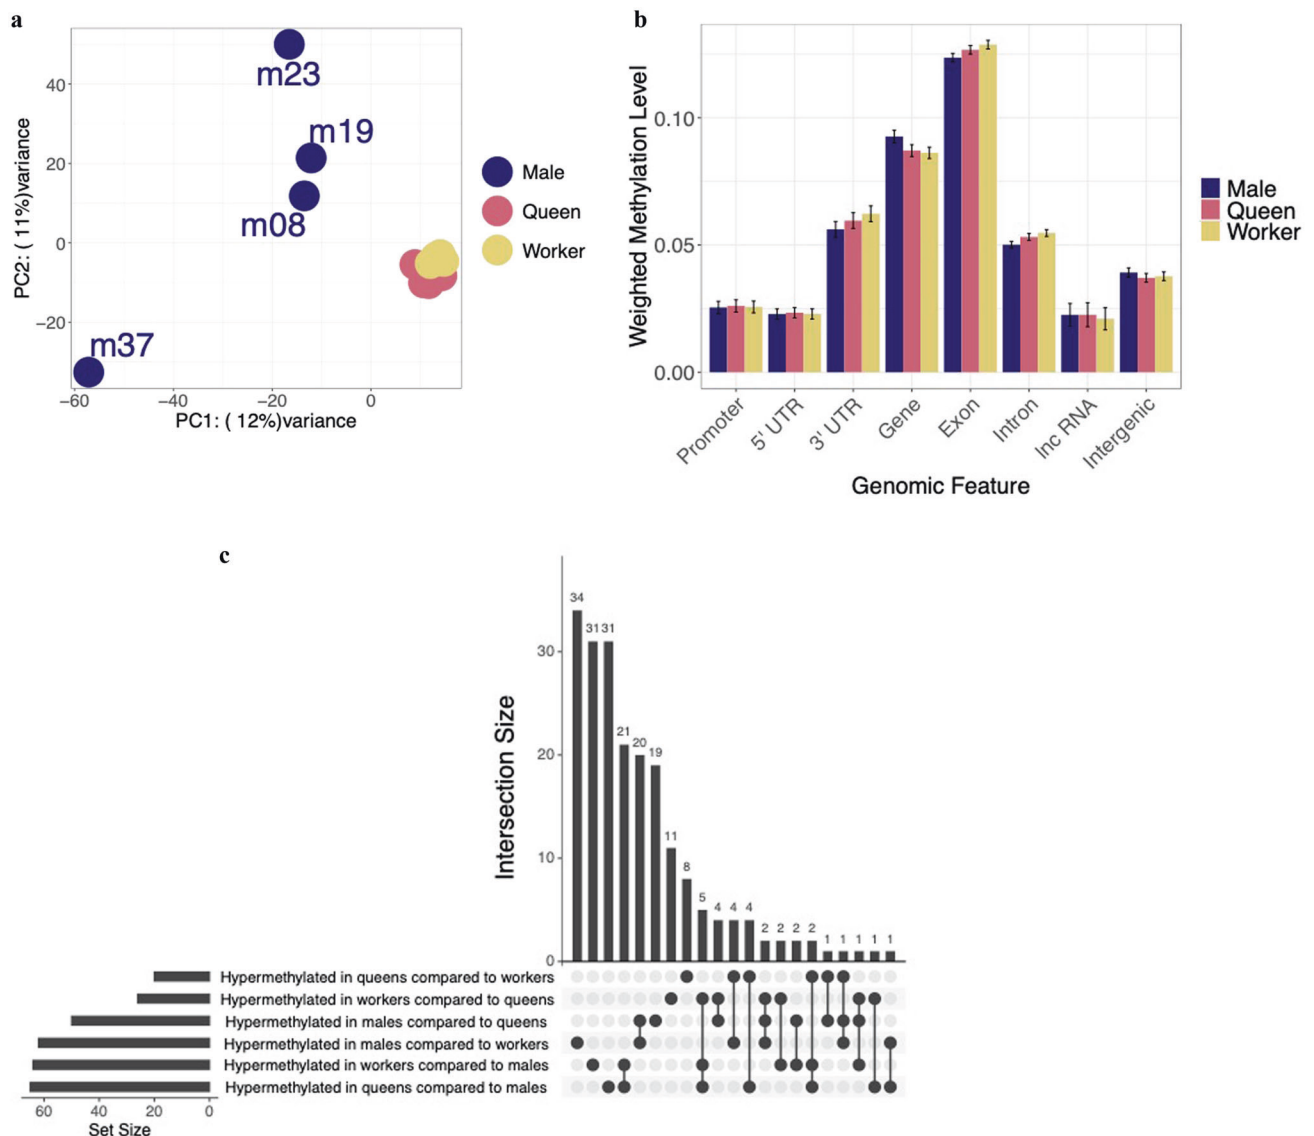 a
m23
m19
m08
m37
40
20
0
−20
−60
−40
−20
0
PC2: ( 11%)variance
PC1: ( 12%)variance
Male
Queen
Worker
b
Weighted Methylation Level
0.10
0.05
0.00
Promoter
5' UTR
3' UTR
Gene
Exon
Intron
lnc RNA
Intergenic
Genomic Feature
Male
Queen
Worker
c
Intersection Size
30
20
10
0
34
31
31
21
20
19
11
8
5
4
4
4
2
2
2
2
1
1
1
1
1
Hypermethylated in queens compared to workers
Hypermethylated in workers compared to queens
Hypermethylated in males compared to queens
Hypermethylated in males compared to workers
Hypermethylated in workers compared to males
Hypermethylated in queens compared to males
60
40
20
0
Set Size